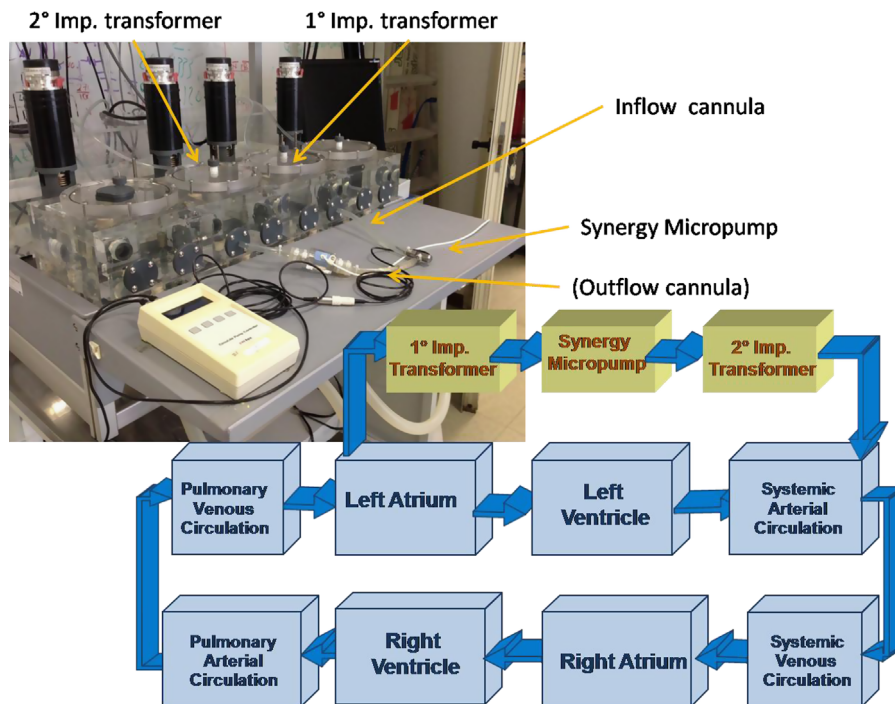 2° Imp. transformer
1° Imp. transformer
Inflow cannula
Synergy Micropump
(Outflow cannula)
1° Imp.
Transformer
Synergy
Micropump
2° Imp.
Transformer
Pulmonary
Venous
Circulation
Left Atrium
Left
Ventricle
Systemic
Arterial
Circulation
Pulmonary
Arterial
Circulation
Right
Ventricle
Right Atrium
Systemic
Venous
Circulation